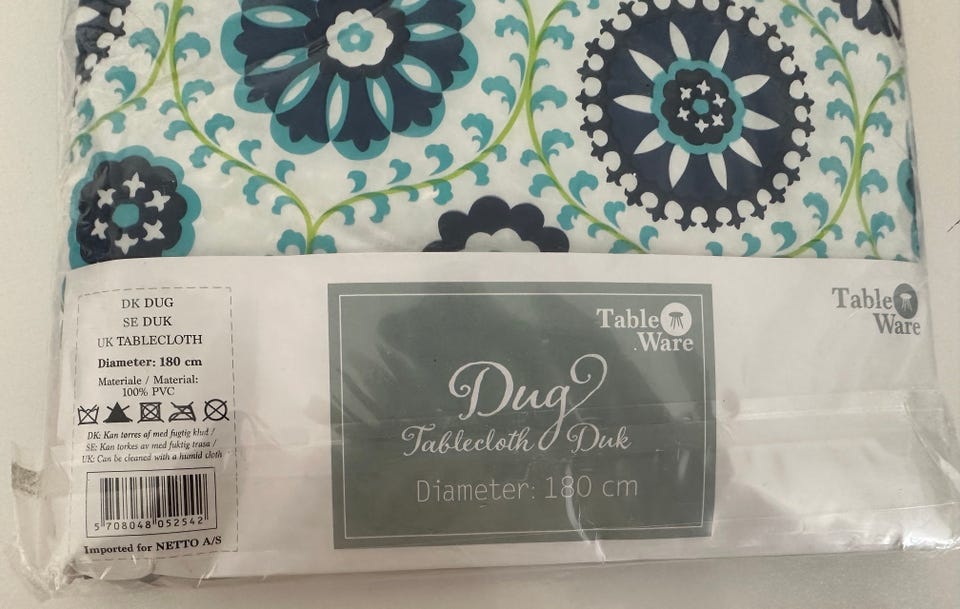 DK DUG
SE DUK
UK TABLECLOTH
Diameter: 180 cm
Materiale / Material:
100% PVC
DK: Kan tørres af med fugtig klud /
SE: Kan torkes av med fuktig trasa /
UK: Can be cleaned with a humid cloth
5 708048 052542
Imported for NETTO A/S
Table
Ware
Dug
Tablecloth Duk
Diameter: 180 cm
Table
Ware